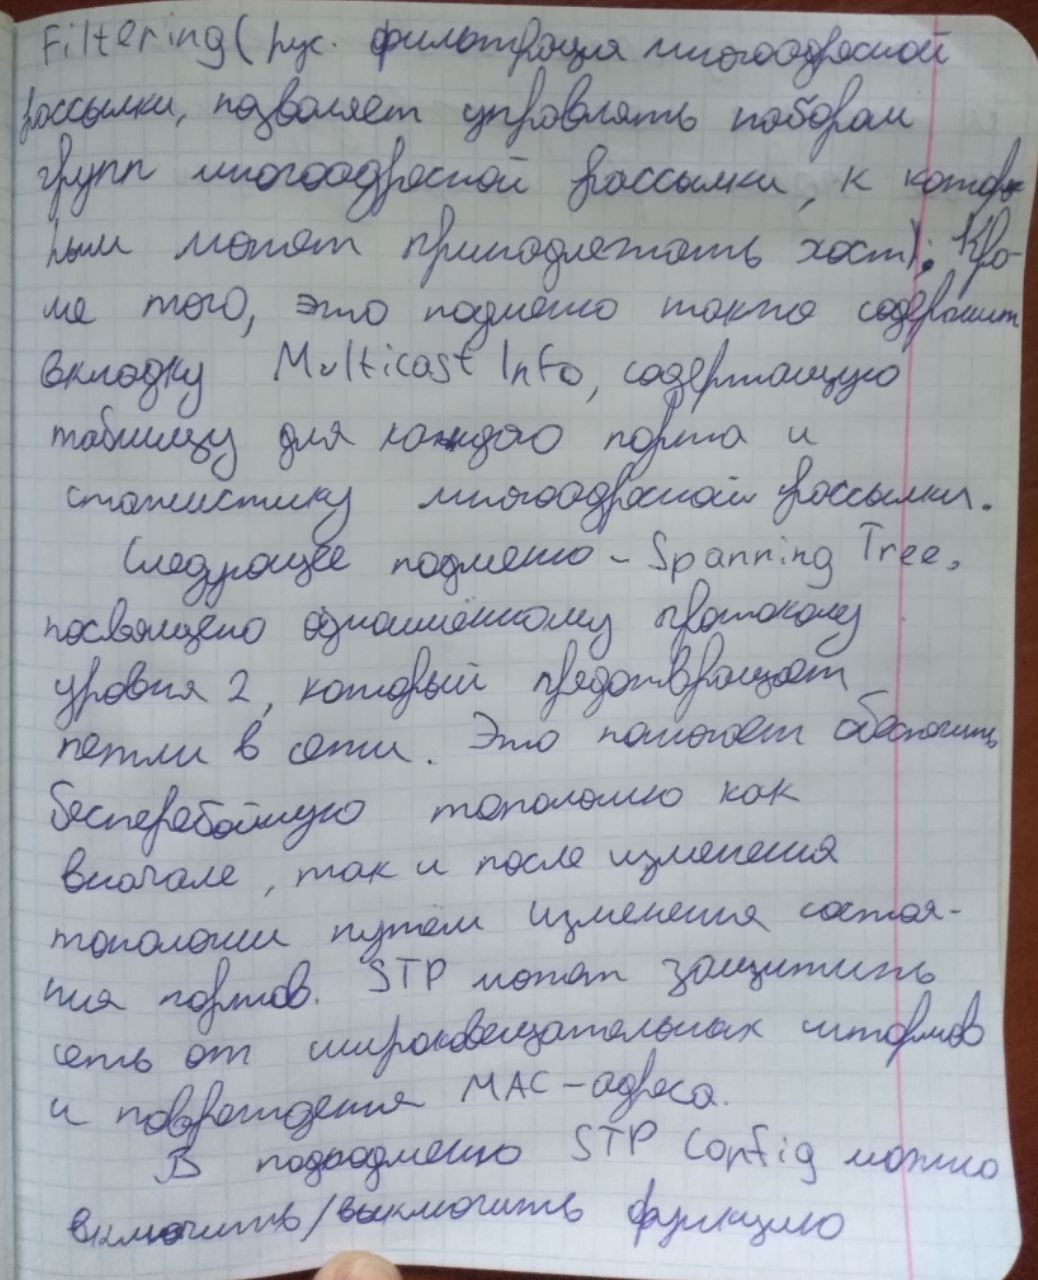 Filtering (рус. фильтрация многоадресной
рассылки, позволяет управлять набором
групп многоадресной рассылки, к котор
рым может принадлежать хост). Кро-
ме того, это подменю также содержит
вкладку Multicast Info, содержащую
таблицу для каждого порта и
статистику многоадресной рассылки.
Следующее подменю - Spanning Tree,
посвящено одноимённому протоколу
уровня 2, который предотвращает
петли в сети. Это помогает обеспечить
бесперебойную топологию как
вначале, так и после изменения
топологии путём изменения состоя-
ния портов. STP может защитить
сеть от широковещательных штормов
и повреждения MAC-адреса.
В подподменю STP Config можно
включить/выключить функцию